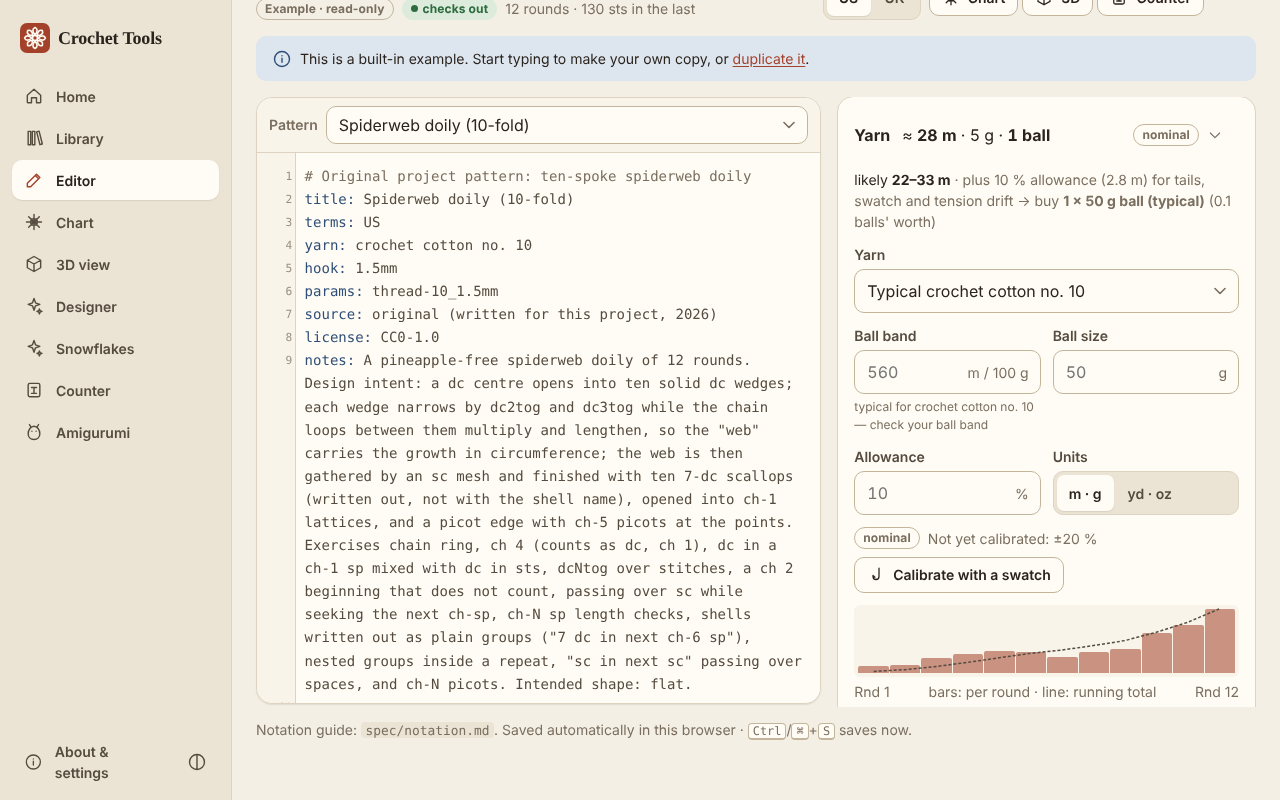 Crochet Tools
Home
Library
Editor
Chart
3D view
Designer
Snowflakes
Counter
Amigurumi
About &
settings
Example · read-only
checks out
12 rounds · 130 sts in the last
This is a built-in example. Start typing to make your own copy, or duplicate it.
Pattern
Spiderweb doily (10-fold)
1 # Original project pattern: ten-spoke spiderweb doily
2 title: Spiderweb doily (10-fold)
3 terms: US
4 yarn: crochet cotton no. 10
5 hook: 1.5mm
6 params: thread-10_1.5mm
7 source: original (written for this project, 2026)
8 license: CC0-1.0
9 notes: A pineapple-free spiderweb doily of 12 rounds.
Design intent: a dc centre opens into ten solid dc wedges;
each wedge narrows by dc2tog and dc3tog while the chain
loops between them multiply and lengthen, so the "web"
carries the growth in circumference; the web is then
gathered by an sc mesh and finished with ten 7-dc scallops
(written out, not with the shell name), opened into ch-1
lattices, and a picot edge with ch-5 picots at the points.
Exercises chain ring, ch 4 (counts as dc, ch 1), dc in a
ch-1 sp mixed with dc in sts, dcNtog over stitches, a ch 2
beginning that does not count, passing over sc while
seeking the next ch-sp, ch-N sp length checks, shells
written out as plain groups ("7 dc in next ch-6 sp"),
nested groups inside a repeat, "sc in next sc" passing over
spaces, and ch-N picots. Intended shape: flat.
Yarn ≈ 28 m · 5 g · 1 ball
nominal
likely 22–33 m · plus 10 % allowance (2.8 m) for tails,
swatch and tension drift → buy 1 × 50 g ball (typical) (0.1
balls' worth)
Yarn
Typical crochet cotton no. 10
Ball band
Ball size
560 m / 100 g
50 g
typical for crochet cotton no. 10
— check your ball band
Allowance
Units
10 %
m · g
yd · oz
nominal
Not yet calibrated: ±20 %
Calibrate with a swatch
Rnd 1
bars: per round · line: running total
Rnd 12
Notation guide: spec/notation.md. Saved automatically in this browser · Ctrl/⌘+S saves now.